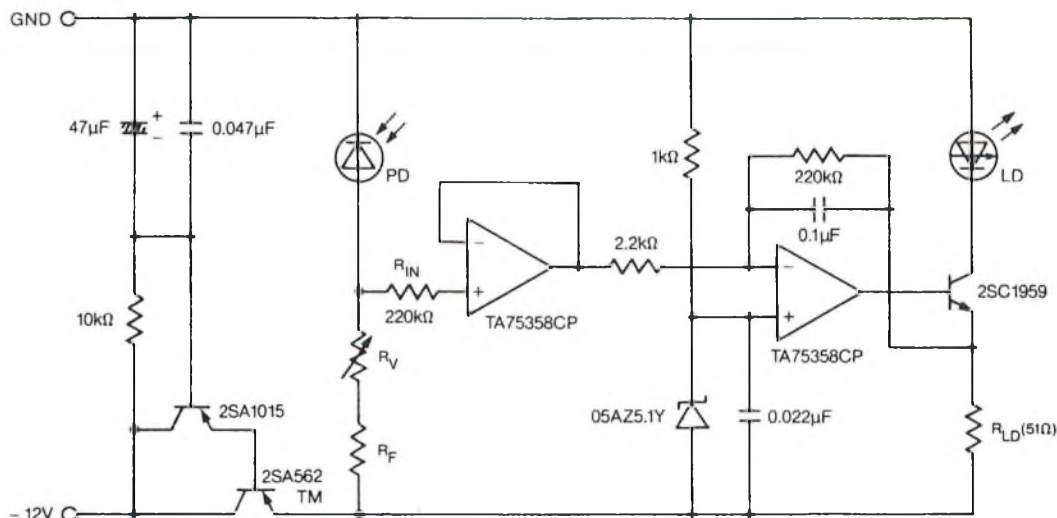 GND
47μF
+
−
0.047μF
PD
1kΩ
220kΩ
0.1μF
LD
10kΩ
R_IN
220kΩ
−
+
TA75358CP
2.2kΩ
−
+
TA75358CP
2SC1959
R_V
R_F
2SA1015
2SA562
TM
05AZ5.1Y
0.022μF
R_LD(51Ω)
−12V